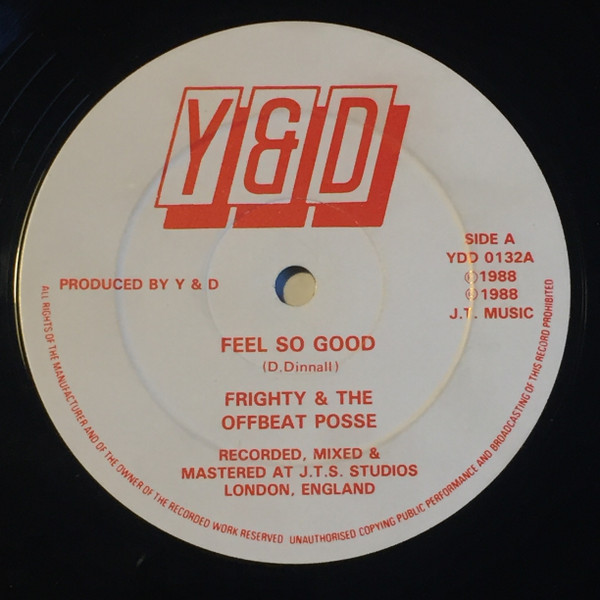 Y&D
SIDE A
YDD 0132A
PRODUCED BY Y & D
℗1988
©1988
J.T. MUSIC
FEEL SO GOOD
(D.Dinnall)
FRIGHTY & THE
OFFBEAT POSSE
RECORDED, MIXED &
MASTERED AT J.T.S. STUDIOS
LONDON, ENGLAND
ALL RIGHTS OF THE MANUFACTURER AND OF THE OWNER OF THE RECORDED WORK RESERVED UNAUTHORISED COPYING PUBLIC PERFORMANCE AND BROADCASTING OF THIS RECORD PROHIBITED